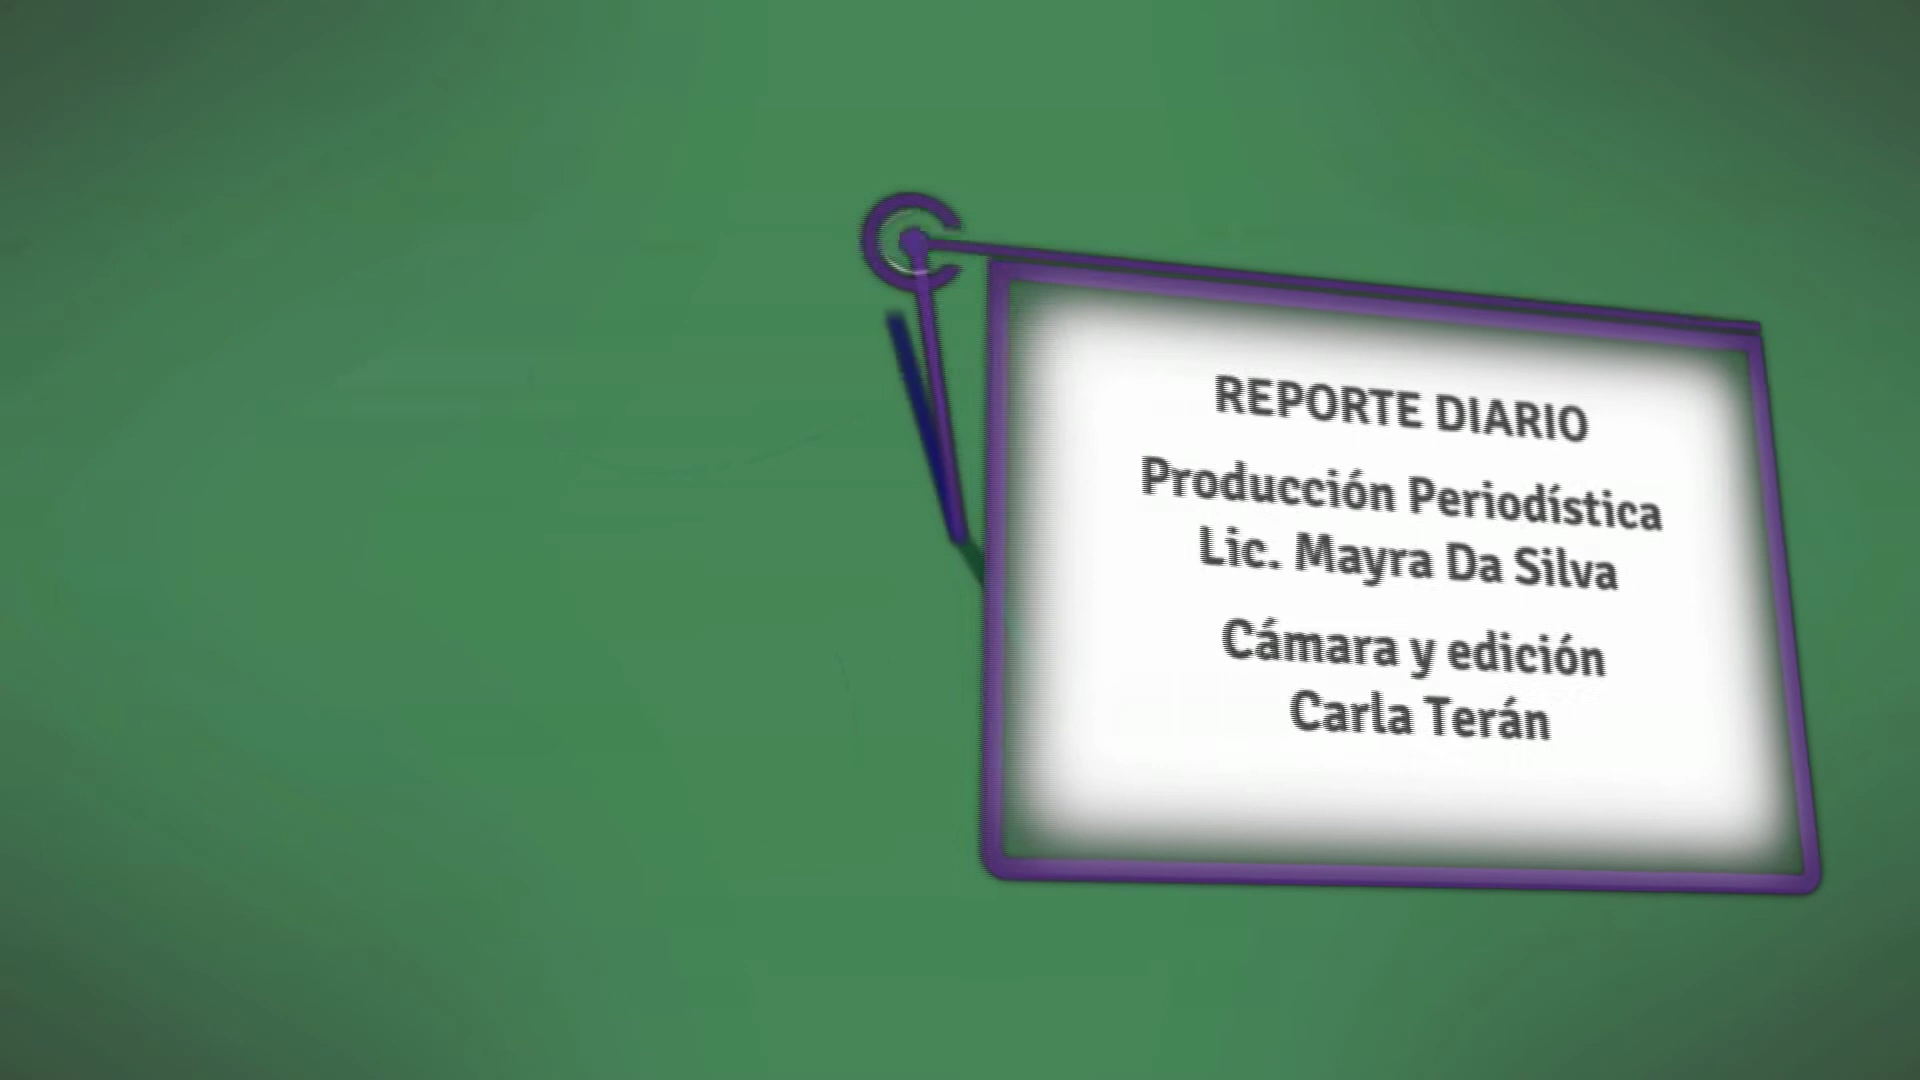 REPORTE DIARIO
Producción Periodística
Lic. Mayra Da Silva
Cámara y edición
Carla Terán